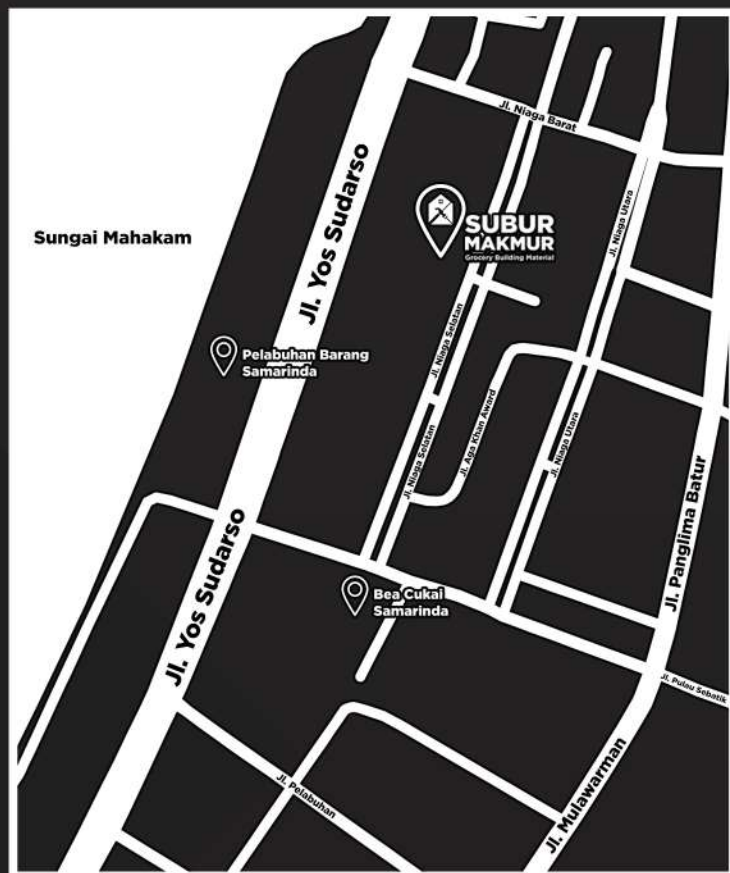 Jl. Niaga Barat
Jl. Yos Sudarso
Jl. Niaga Utara
SUBUR
MAKMUR
Grocery Building Material
Sungai Mahakam
Jl. Niaga Selatan
Pelabuhan Barang
Samarinda
Jl. Aga Khan Award
Jl. Niaga Utara
Jl. Niaga Selatan
Jl. Panglima Batur
Jl. Yos Sudarso
Bea Cukai
Samarinda
Jl. Pulau Sebatik
Jl. Pelabuhan
Jl. Mulawarman